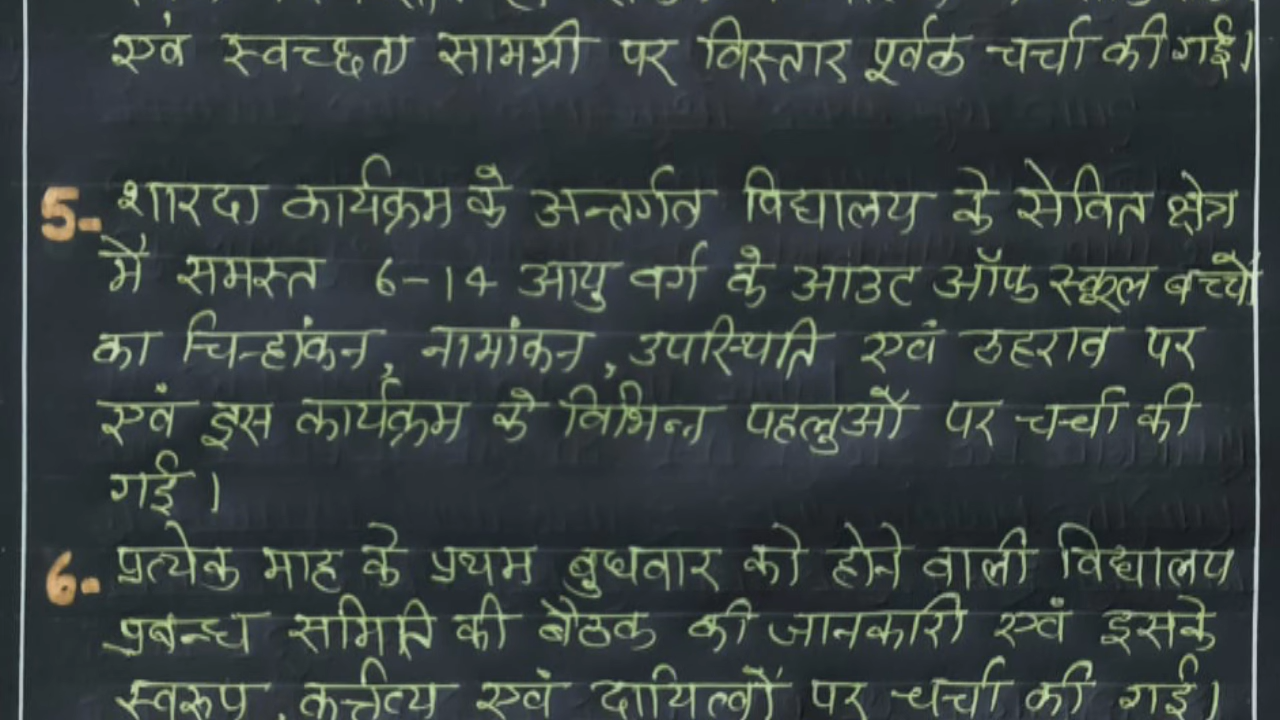 एवं स्वच्छता सामग्री पर विस्तार पूर्वक चर्चा की गई।
5- शारदा कार्यक्रम के अन्तर्गत विद्यालय के सेवित क्षेत्र
में समस्त 6-14 आयु वर्ग के आउट ऑफ स्कूल बच्चों
का चिन्हांकन, नामांकन, उपस्थिति एवं ठहराव पर
एवं इस कार्यक्रम के विभिन्न पहलुओं पर चर्चा की
गई।
6- प्रत्येक माह के प्रथम बुधवार को होने वाली विद्यालय
प्रबन्ध समिति की बैठक की जानकारी एवं इसके
स्वरूप, कर्त्तव्य एवं दायित्वों पर चर्चा की गई।